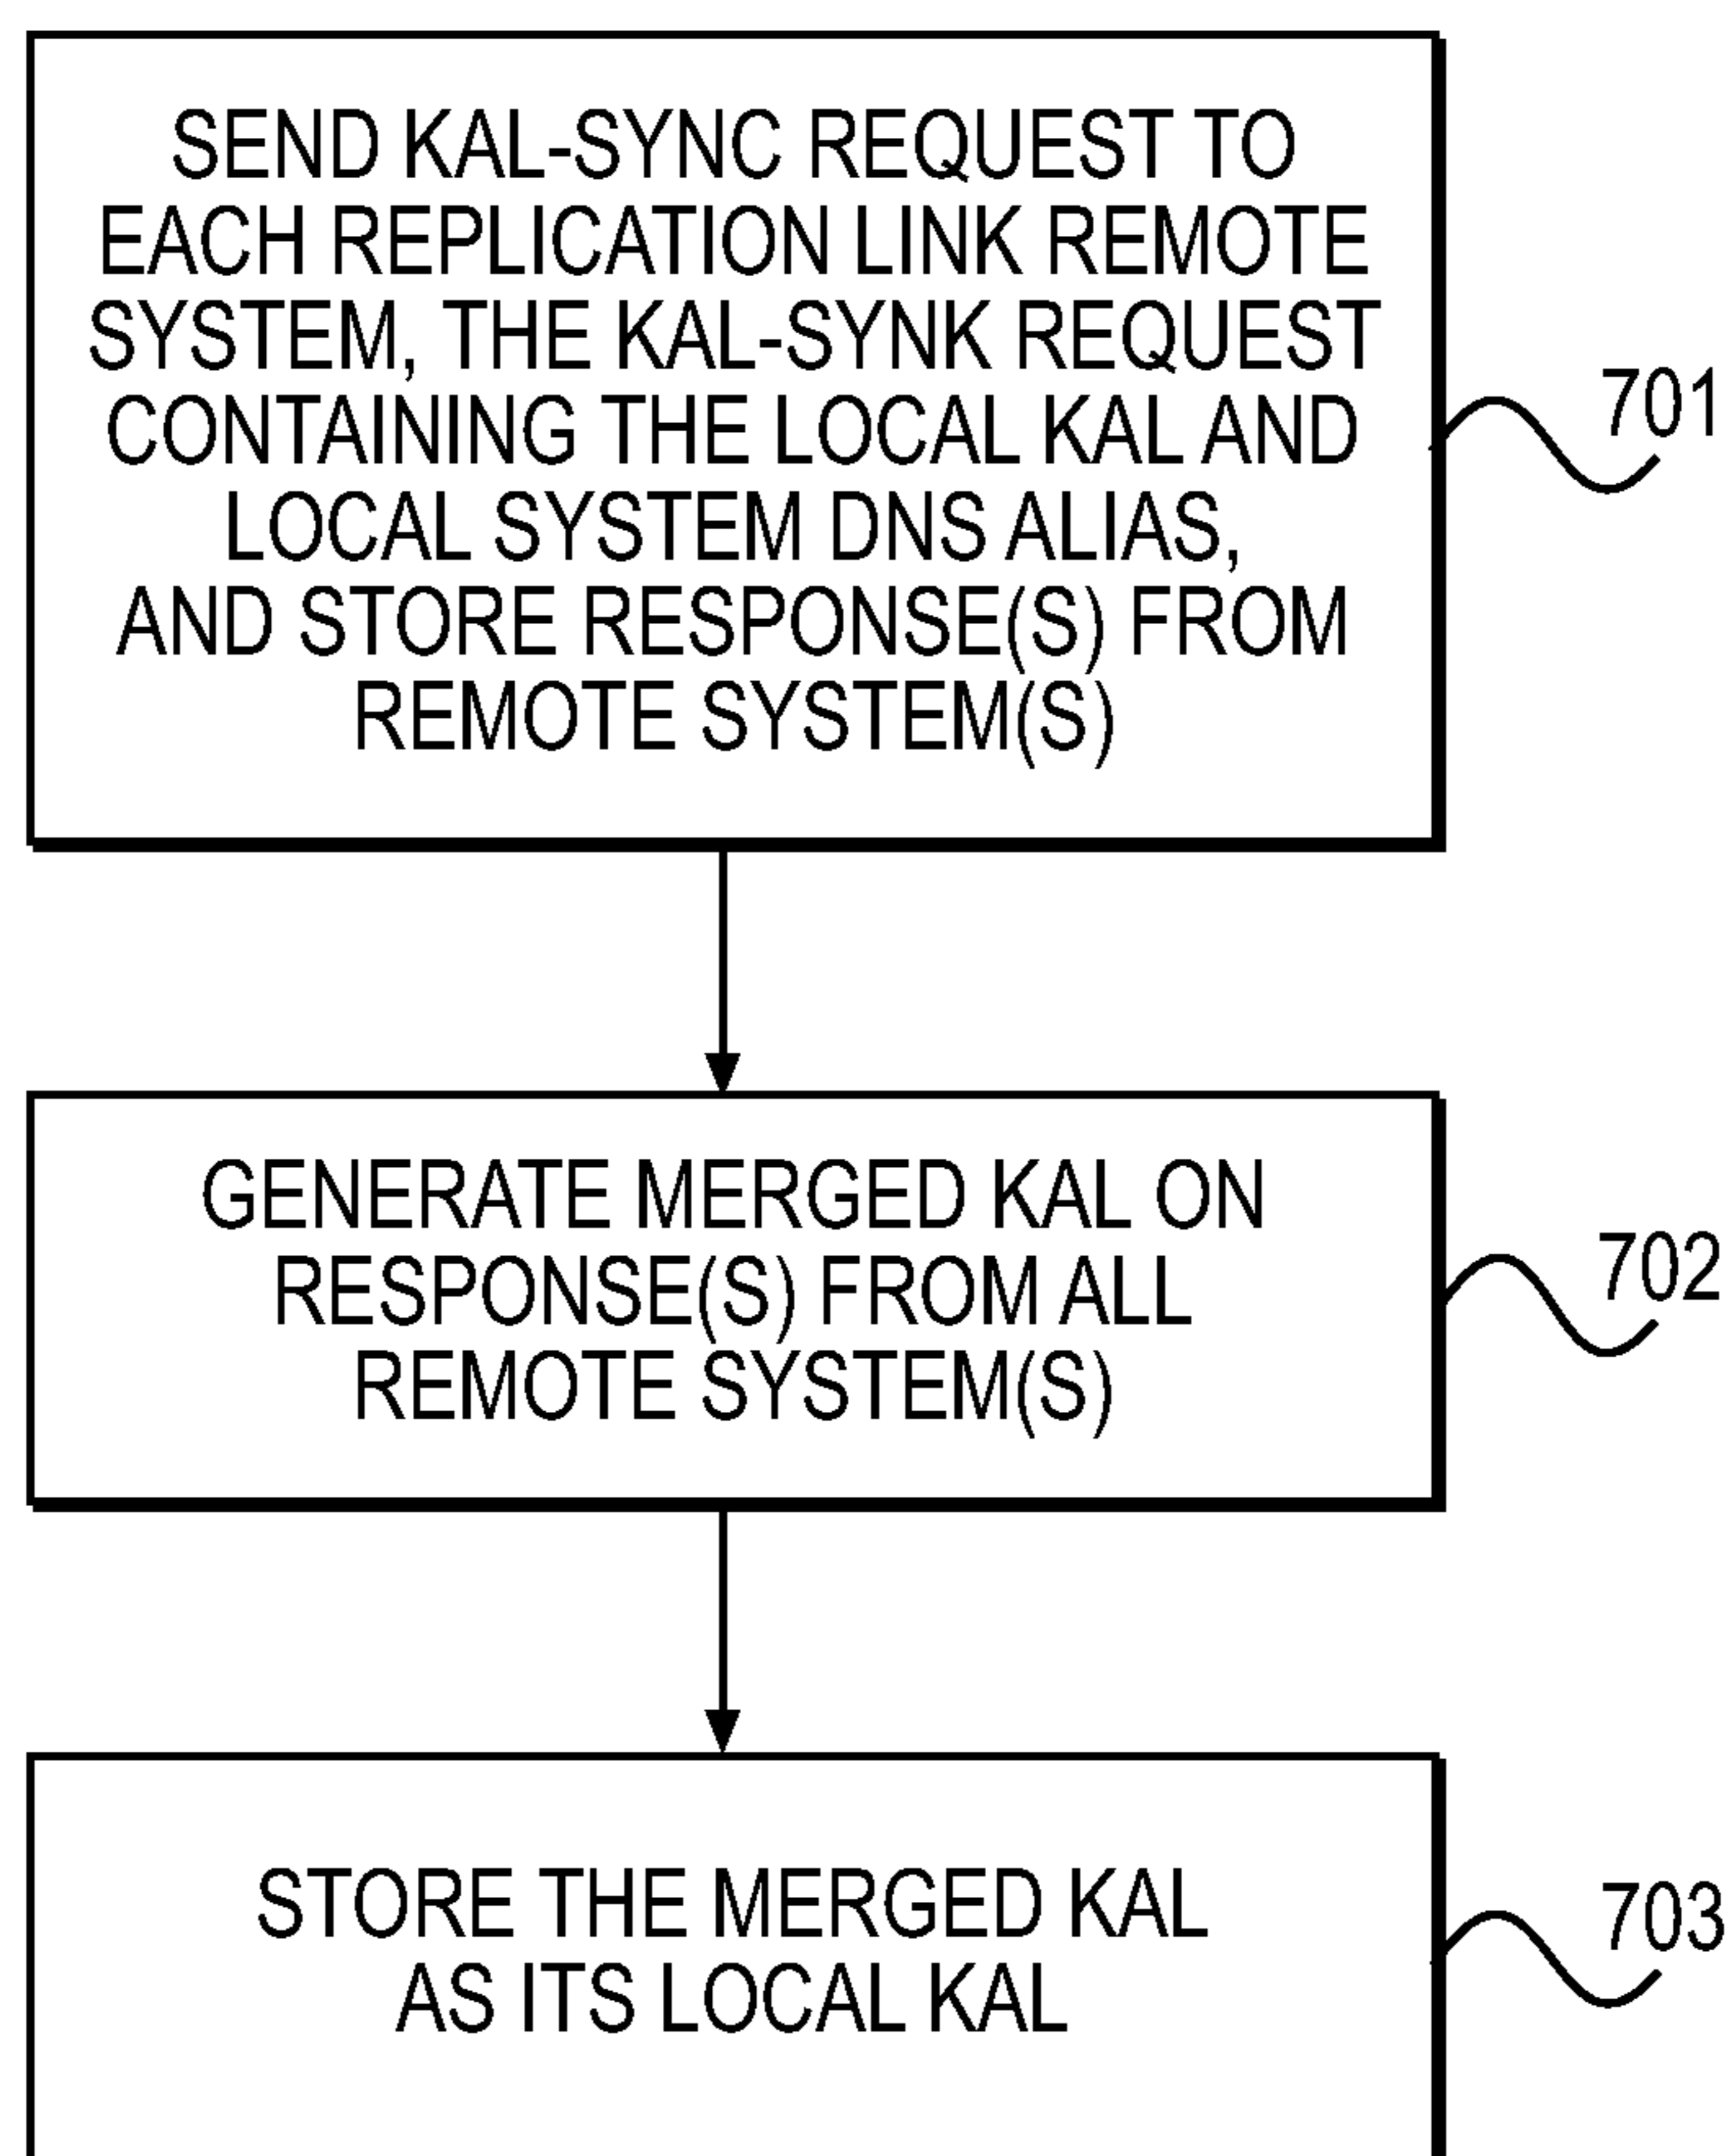 SEND KAL-SYNC REQUEST TO
EACH REPLICATION LINK REMOTE
SYSTEM, THE KAL-SYNK REQUEST
CONTAINING THE LOCAL KAL AND
LOCAL SYSTEM DNS ALIAS,
AND STORE RESPONSE(S) FROM
REMOTE SYSTEM(S)
701
GENERATE MERGED KAL ON
RESPONSE(S) FROM ALL
REMOTE SYSTEM(S)
702
STORE THE MERGED KAL
AS ITS LOCAL KAL
703